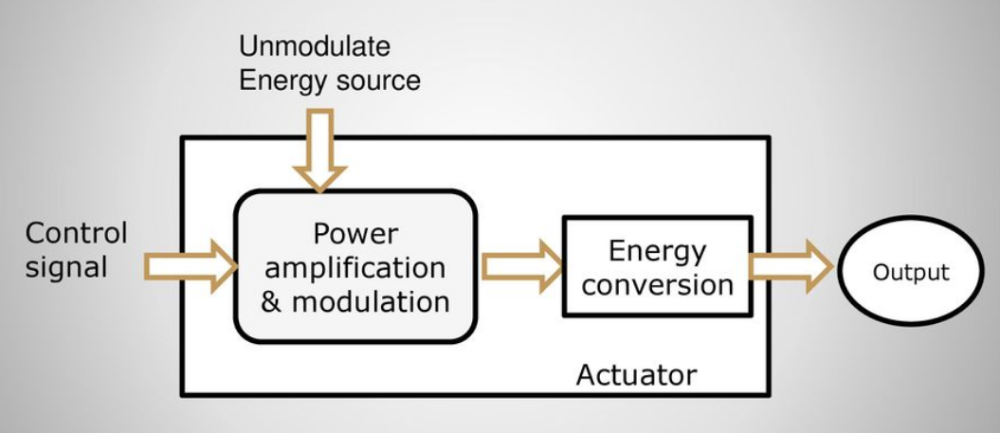 Unmodulate
Energy source
Control
signal
Power
amplification
& modulation
Energy
conversion
Output
Actuator